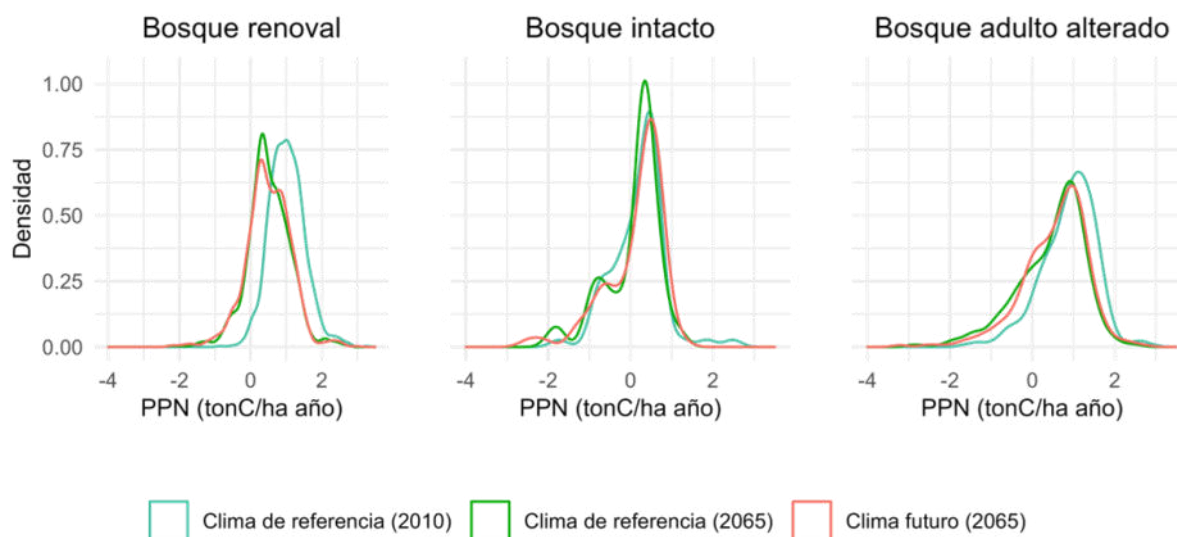 Bosque renoval
Bosque intacto
Bosque adulto alterado
Densidad
1.00
0.75
0.50
0.25
0.00
-4 -2 0 2
-4 -2 0 2
-4 -2 0 2
PPN (tonC/ha año)
PPN (tonC/ha año)
PPN (tonC/ha año)
Clima de referencia (2010)
Clima de referencia (2065)
Clima futuro (2065)